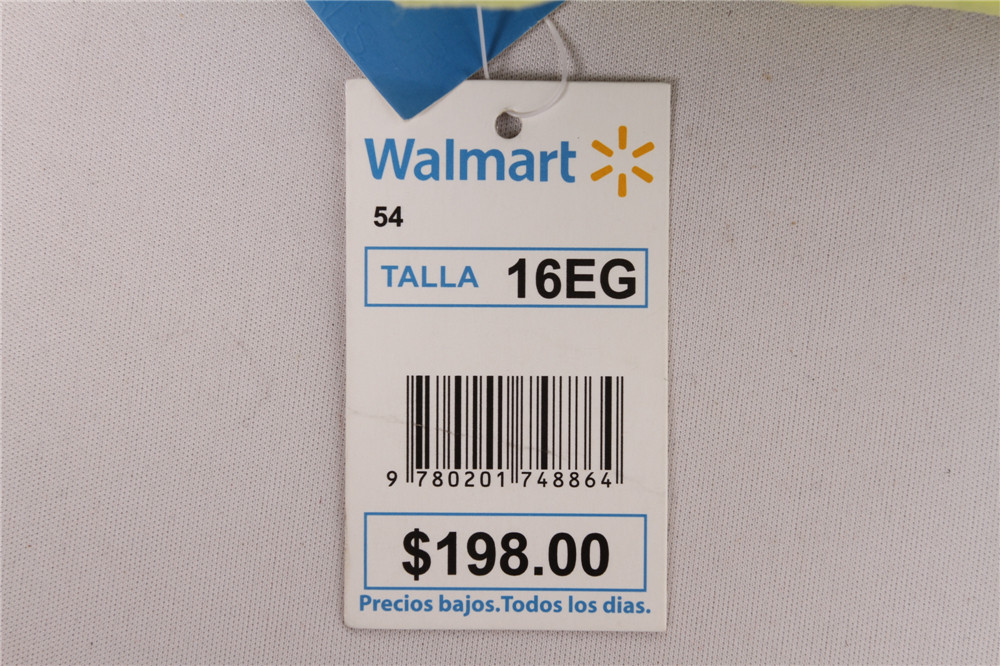 Walmart
54
TALLA 16EG
9 780201 748864
$198.00
Precios bajos.Todos los dias.